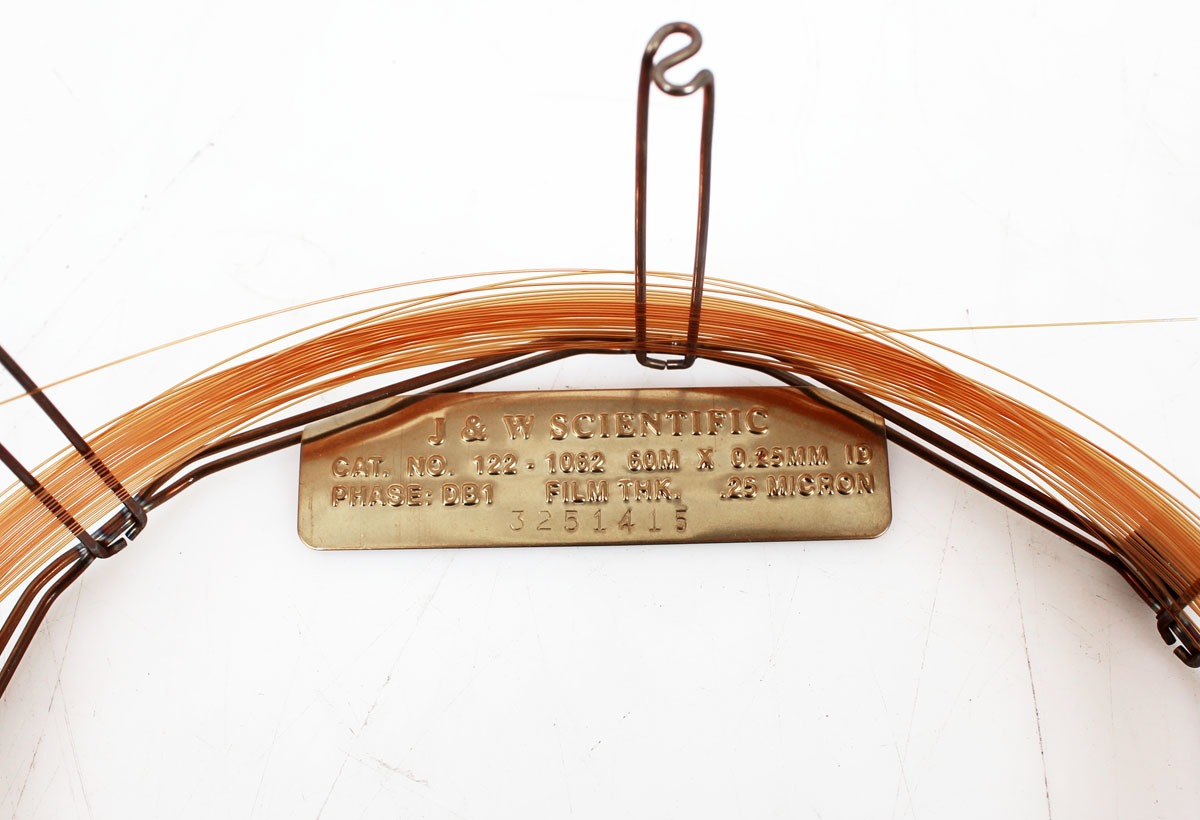 J & W SCIENTIFIC
CAT. NO. 122 - 1062 60M X 0.25MM ID
PHASE: DB1 FILM THK. .25 MICRON
3251415